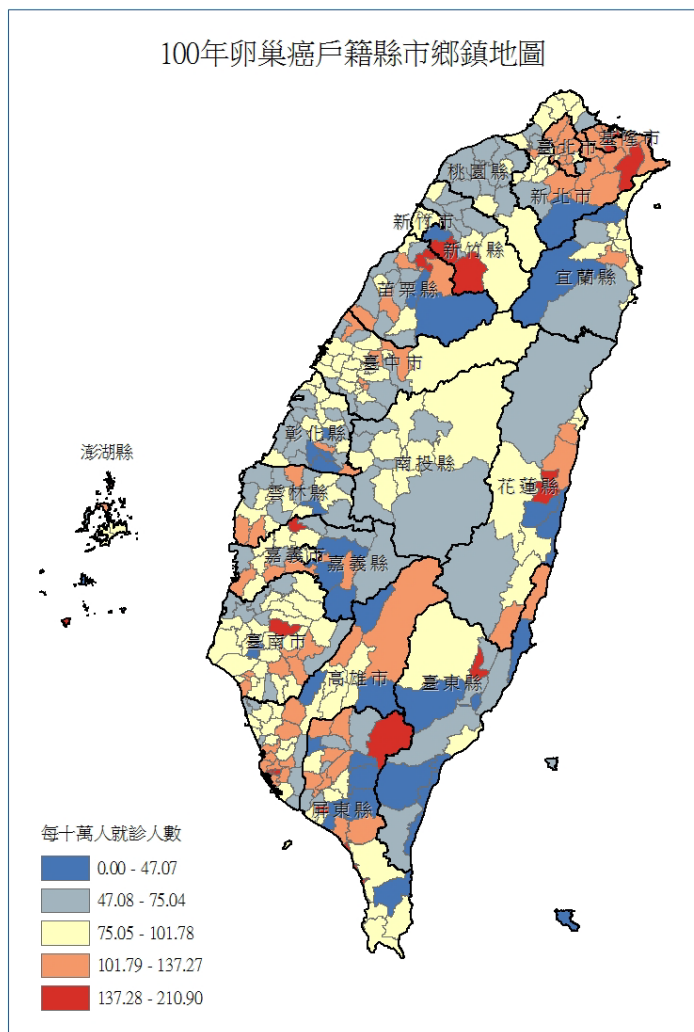 100年卵巢癌戶籍縣市鄉鎮地圖
基隆市
臺北市
桃園縣
新北市
新竹市
新竹縣
宜蘭縣
苗栗縣
臺中市
彰化縣
南投縣
澎湖縣
花蓮縣
雲林縣
嘉義市
嘉義縣
臺南市
高雄市
臺東縣
屏東縣
每十萬人就診人數
0.00 - 47.07
47.08 - 75.04
75.05 - 101.78
101.79 - 137.27
137.28 - 210.90